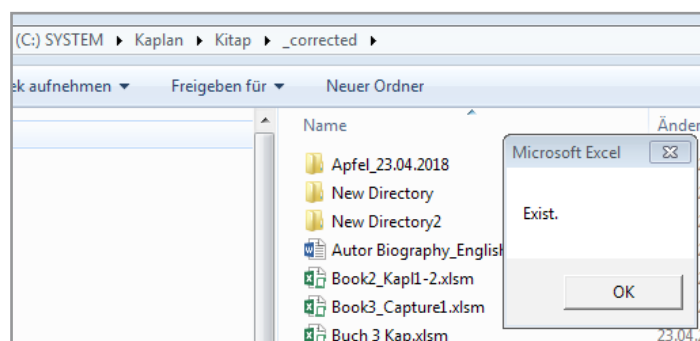 (C:) SYSTEM ▸ Kaplan ▸ Kitap ▸ _corrected ▸
ek aufnehmen ▾ Freigeben für ▾ Neuer Ordner
Name Änder
Apfel_23.04.2018
New Directory
New Directory2
Autor Biography_English
Book2_Kapl1-2.xlsm
Book3_Capture1.xlsm
Buch 3 Kap.xlsm 23.04.
Microsoft Excel
Exist.
OK